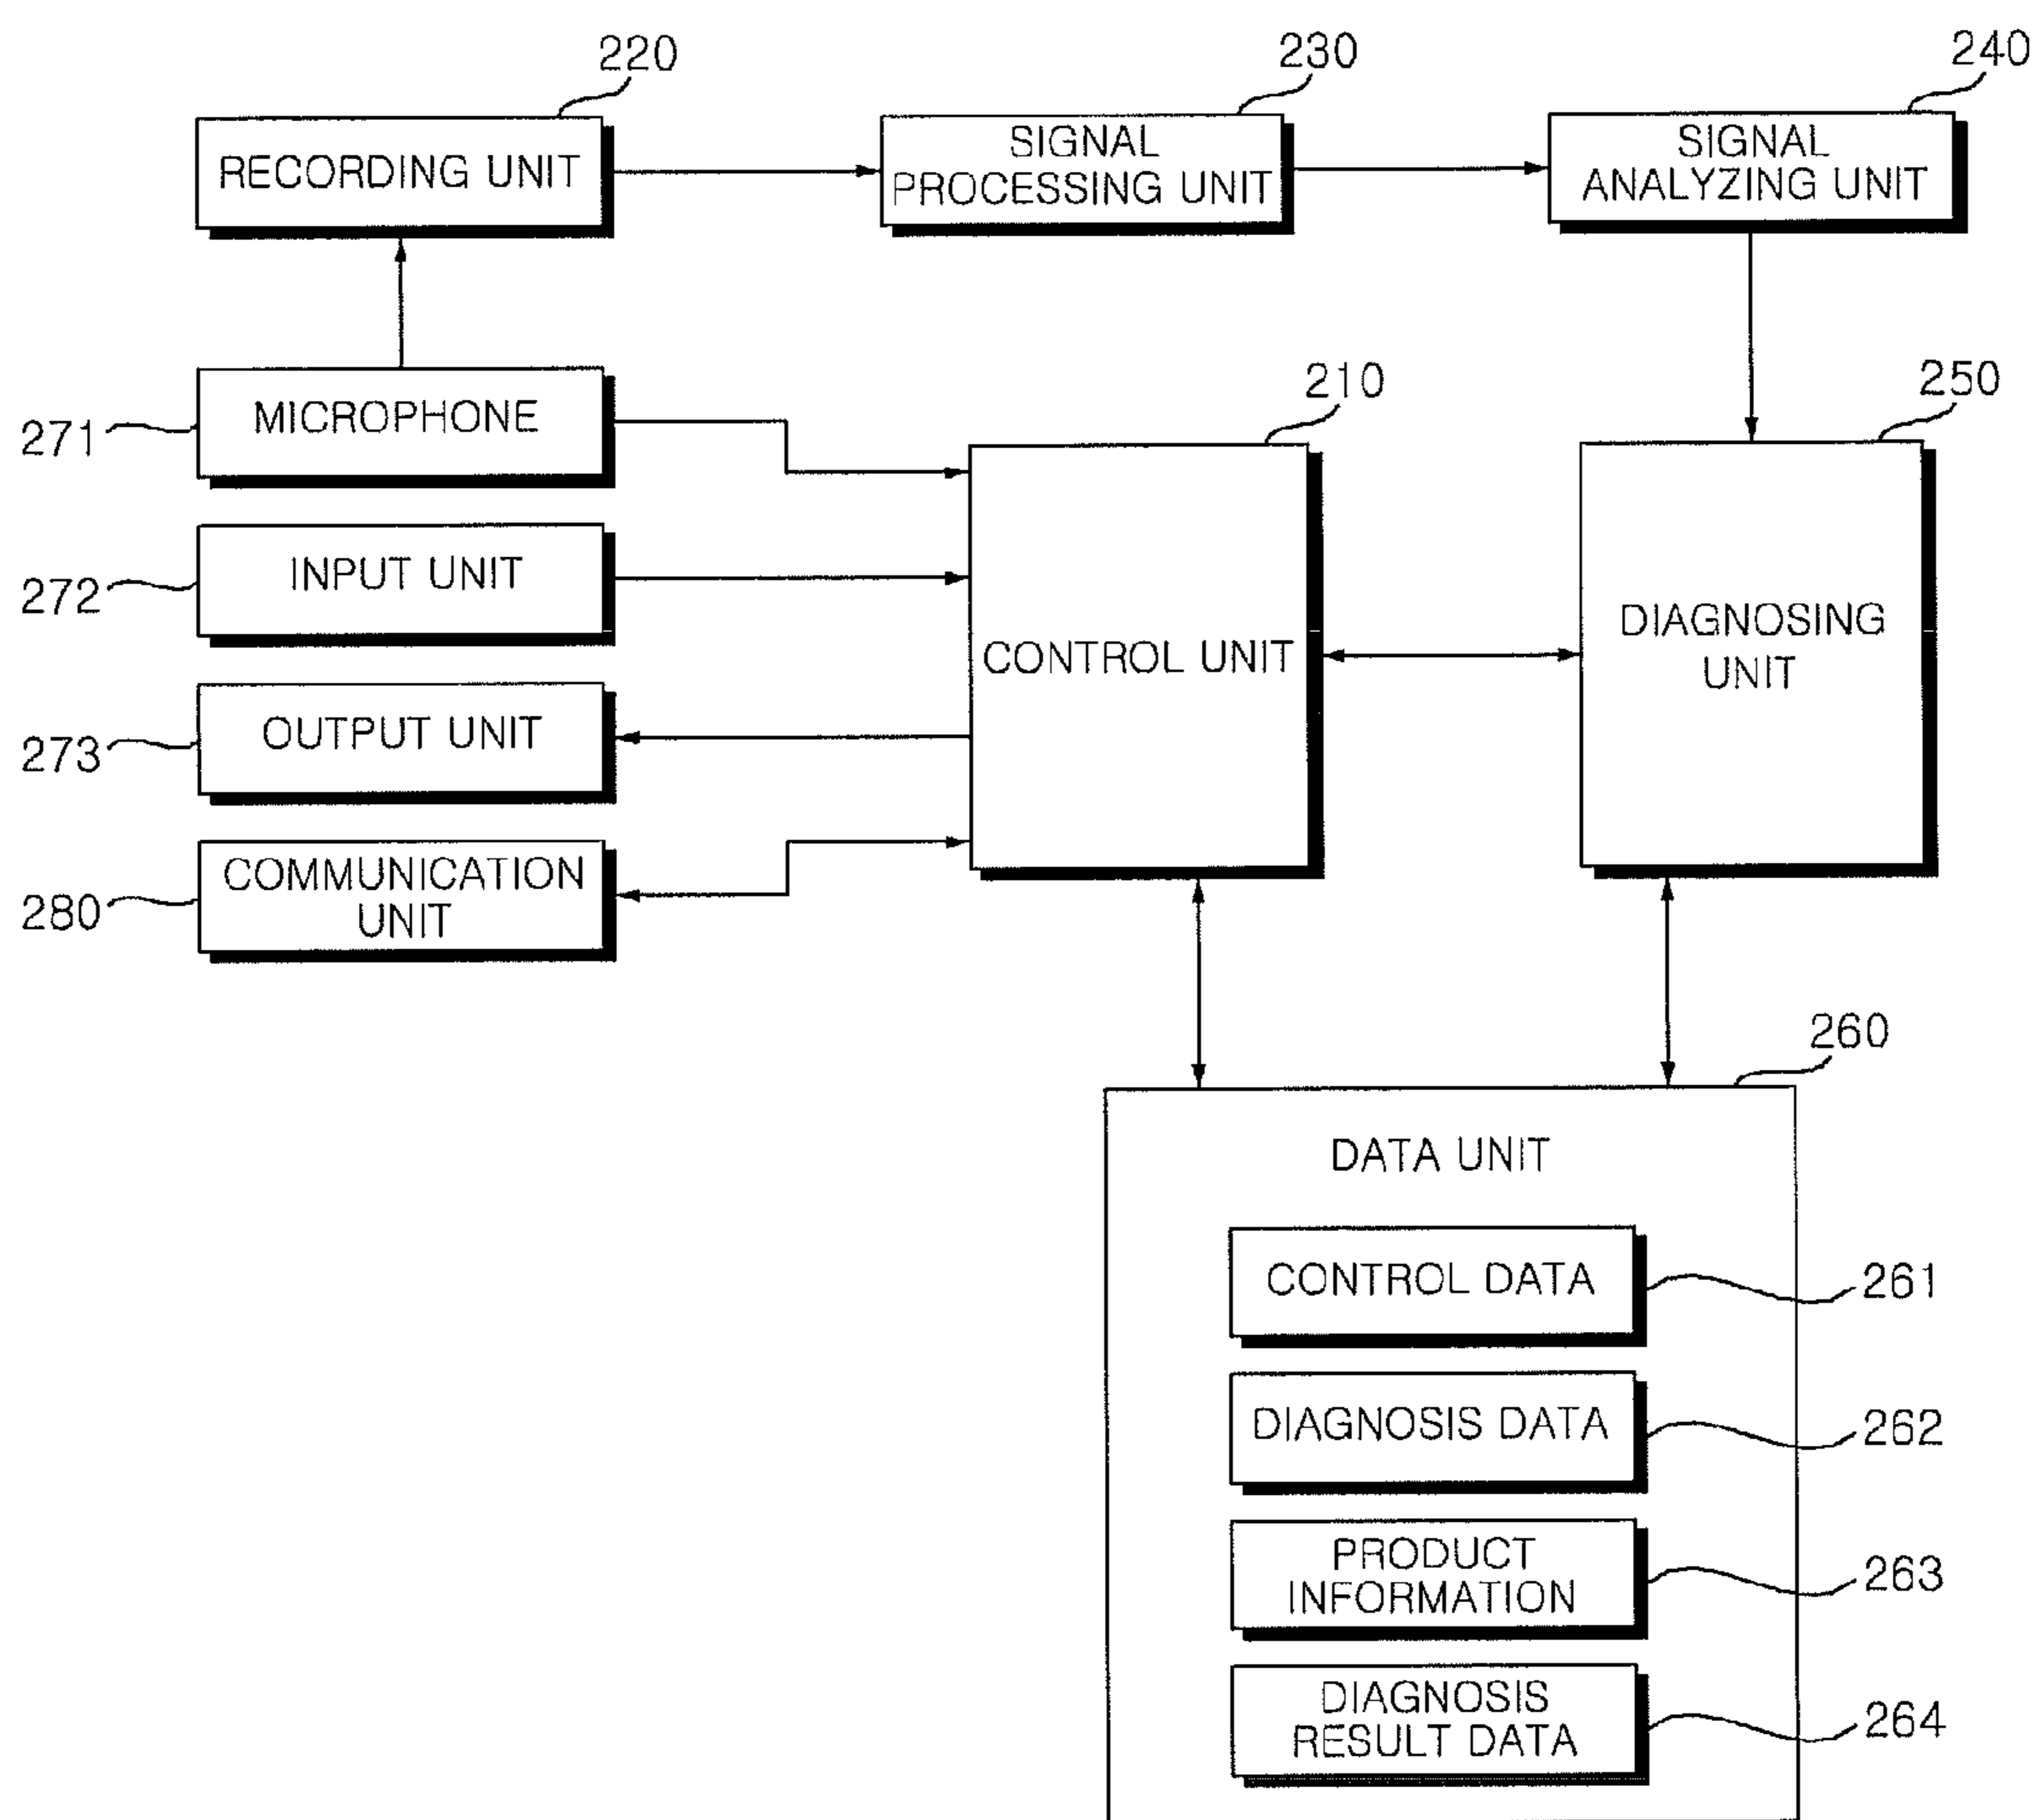 220
230
240
RECORDING UNIT
SIGNAL
PROCESSING UNIT
SIGNAL
ANALYZING UNIT
271
MICROPHONE
210
250
272
INPUT UNIT
CONTROL UNIT
DIAGNOSING
UNIT
273
OUTPUT UNIT
280
COMMUNICATION
UNIT
260
DATA UNIT
CONTROL DATA
261
DIAGNOSIS DATA
262
PRODUCT
INFORMATION
263
DIAGNOSIS
RESULT DATA
264